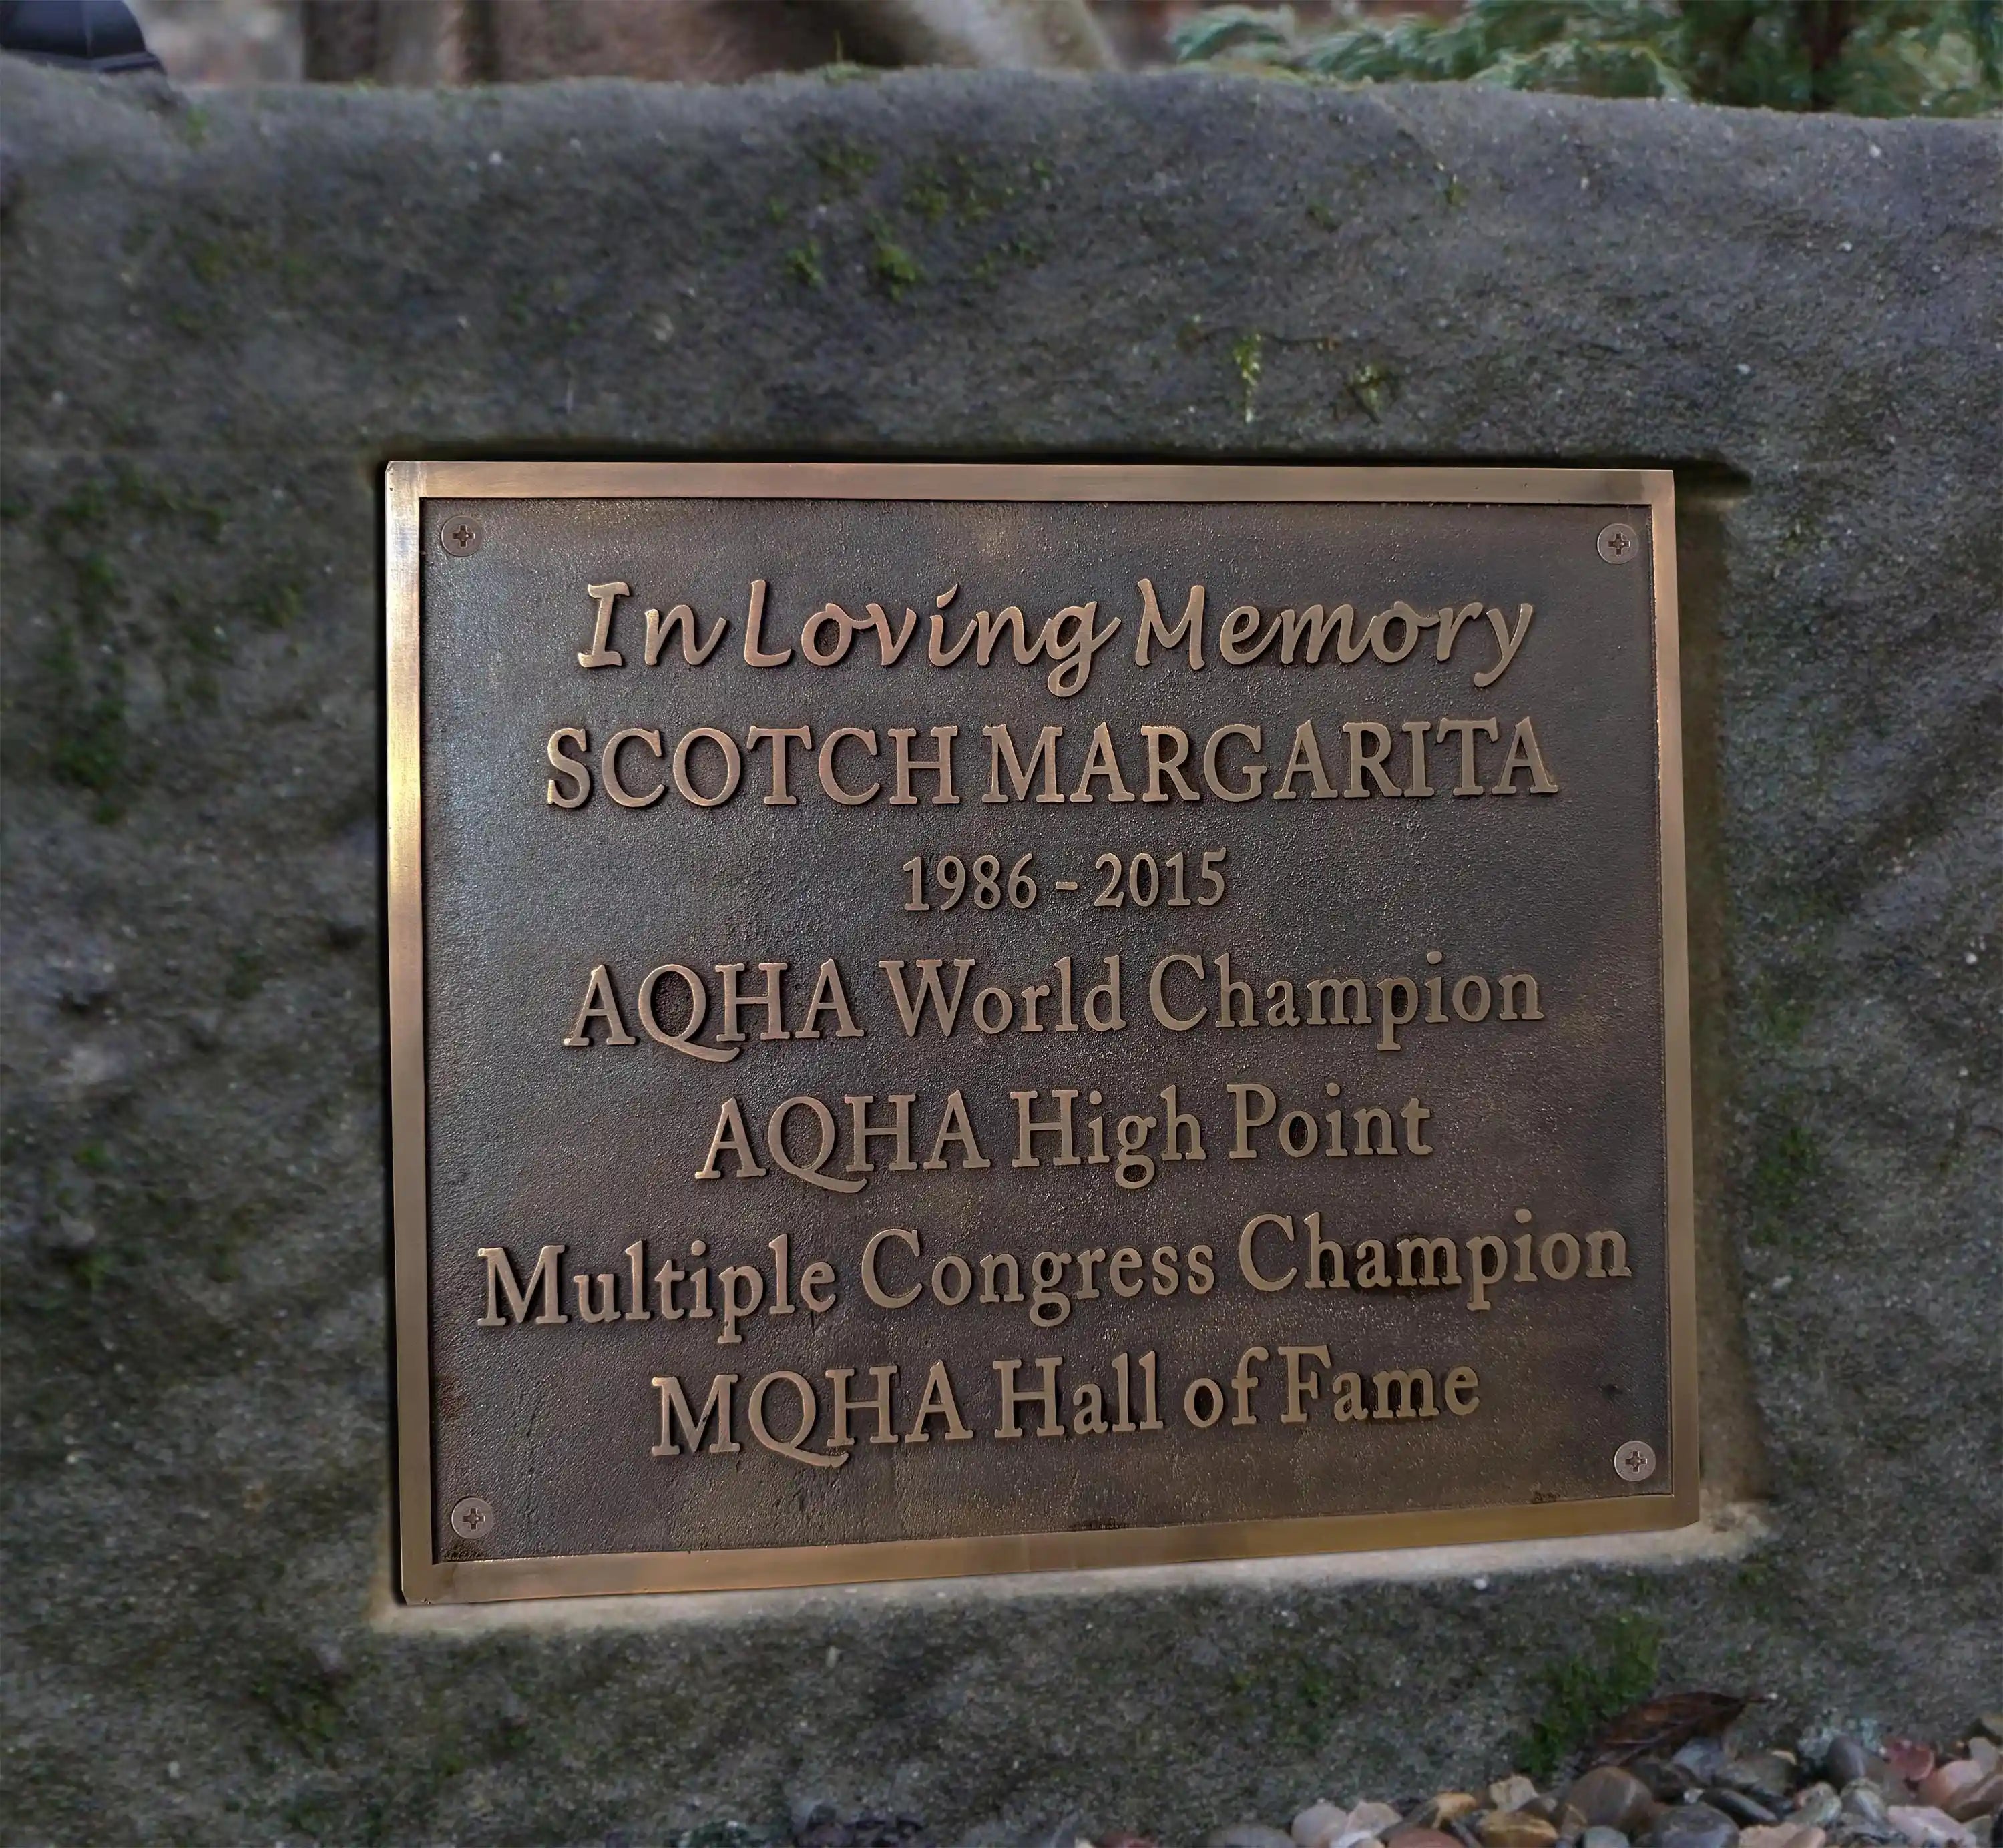 In Loving Memory
SCOTCH MARGARITA
1986 - 2015
AQHA World Champion
AQHA High Point
Multiple Congress Champion
MQHA Hall of Fame